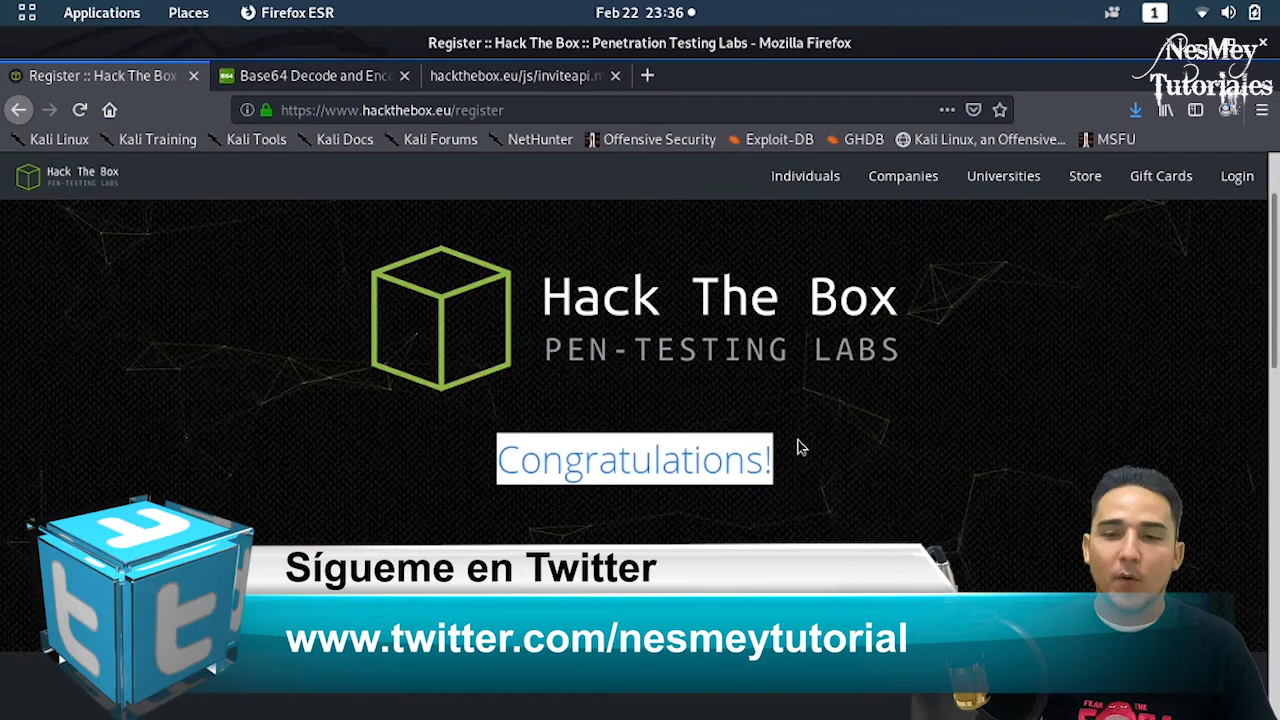 Applications Places Firefox ESR Feb 22 23:36 1
Register :: Hack The Box :: Penetration Testing Labs - Mozilla Firefox
NesMey
Tutoriales
Register :: Hack The Box Base64 Decode and Enc hackthebox.eu/js/inviteapi.m
https://www.hackthebox.eu/register
Kali Linux Kali Training Kali Tools Kali Docs Kali Forums NetHunter Offensive Security Exploit-DB GHDB Kali Linux, an Offensive... MSFU
Hack The Box
PEN-TESTING LABS
Individuals Companies Universities Store Gift Cards Login
Hack The Box
PEN-TESTING LABS
Congratulations!
Sígueme en Twitter
www.twitter.com/nesmeytutorial
FEAR THE